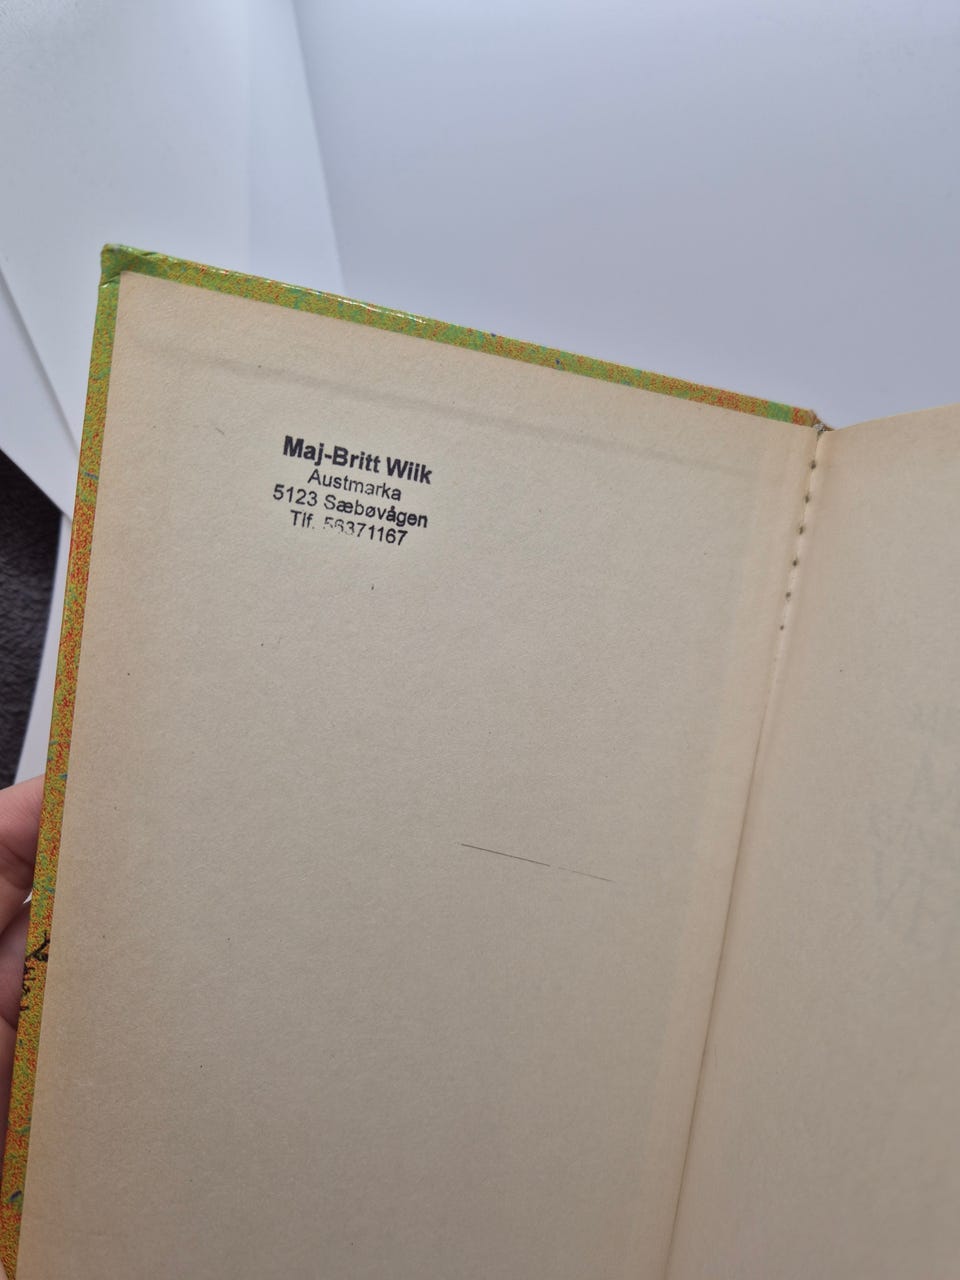 Maj-Britt Wiik
Austmarka
5123 Sæbøvågen
Tlf. 56371167